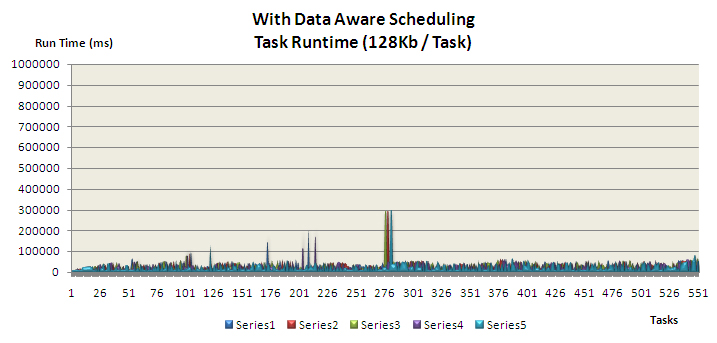 With Data Aware Scheduling
Task Runtime (128Kb / Task)
Run Time (ms)
1000000
900000
800000
700000
600000
500000
400000
300000
200000
100000
0
1 26 51 76 101 126 151 176 201 226 251 276 301 326 351 376 401 426 451 476 501 526 551
Tasks
Series1 Series2 Series3 Series4 Series5